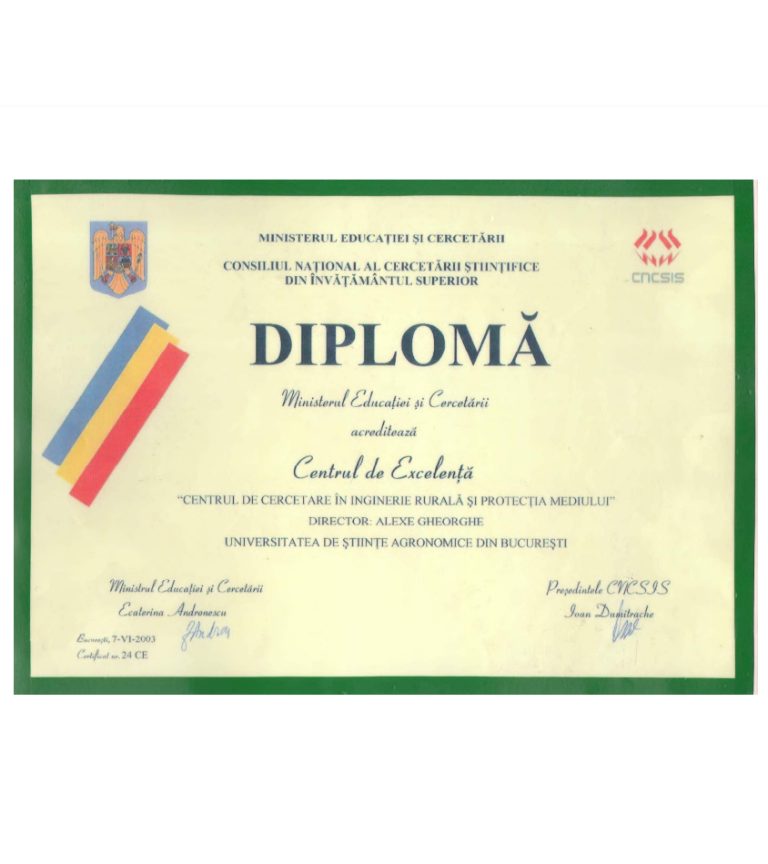 MINISTERUL EDUCAȚIEI ȘI CERCETĂRII
CONSILIUL NAȚIONAL AL CERCETĂRII ȘTIINȚIFICE
DIN ÎNVĂȚĂMÂNTUL SUPERIOR
CNCSIS
DIPLOMĂ
Ministerul Educației și Cercetării
acreditează
Centrul de Excelență
“CENTRUL DE CERCETARE ÎN INGINERIE RURALĂ ȘI PROTECȚIA MEDIULUI”
DIRECTOR: ALEXE GHEORGHE
UNIVERSITATEA DE ȘTIINȚE AGRONOMICE DIN BUCUREȘTI
Ministrul Educației și Cercetării
Ecaterina Andronescu
București, 7-VI-2003
Certificat nr. 24 CE
Președintele CNCSIS
Ioan Dumitrache